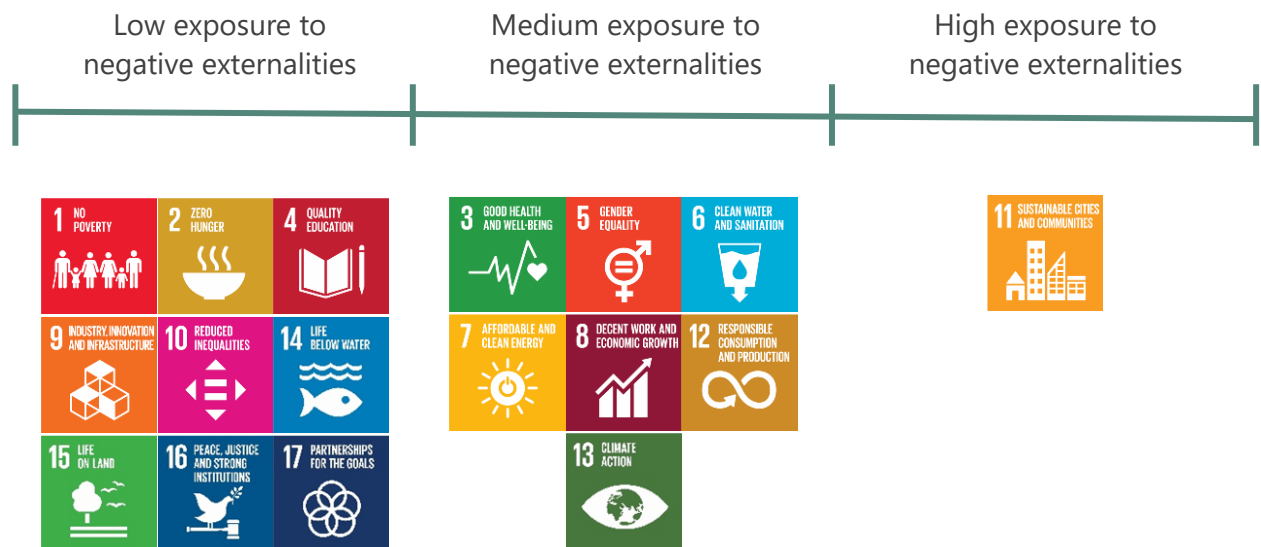 Low exposure to
negative externalities
Medium exposure to
negative externalities
High exposure to
negative externalities
1 NO
POVERTY
2 ZERO
HUNGER
4 QUALITY
EDUCATION
9 INDUSTRY, INNOVATION
AND INFRASTRUCTURE
10 REDUCED
INEQUALITIES
14 LIFE
BELOW WATER
15 LIFE
ON LAND
16 PEACE, JUSTICE
AND STRONG
INSTITUTIONS
17 PARTNERSHIPS
FOR THE GOALS
3 GOOD HEALTH
AND WELL-BEING
5 GENDER
EQUALITY
6 CLEAN WATER
AND SANITATION
7 AFFORDABLE AND
CLEAN ENERGY
8 DECENT WORK AND
ECONOMIC GROWTH
12 RESPONSIBLE
CONSUMPTION
AND PRODUCTION
13 CLIMATE
ACTION
11 SUSTAINABLE CITIES
AND COMMUNITIES